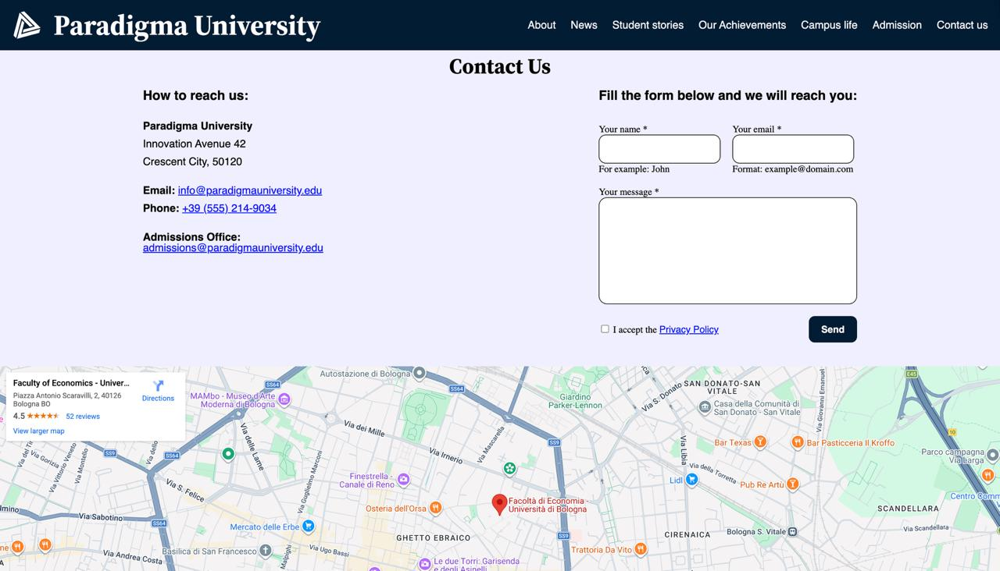 Paradigma University
About
News
Student stories
Our Achievements
Campus life
Admission
Contact us
Contact Us
How to reach us:
Paradigma University
Innovation Avenue 42
Crescent City, 50120
Email: info@paradigmauniversity.edu
Phone: +39 (555) 214-9034
Admissions Office:
admissions@paradigmauniversity.edu
Fill the form below and we will reach you:
Your name *
Your email *
For example: John
Format: example@domain.com
Your message *
I accept the Privacy Policy
Send
Faculty of Economics - Univer...
Piazza Antonio Scaravilli, 2, 40126
Bologna BO
Directions
4.5
52 reviews
View larger map
Autostazione di Bologna
SS64
SS64
MAMbo - Museo d'Arte
Moderna di Bologna
Via dei Mille
Via delle Lame
Giardino
Parker-Lennon
Via S. Donato
SAN DONATO-SAN
VITALE
Casa della Comunità di
San Donato - San Vitale
Via Giovanni Emanuel
E45
10
Via Gorizia
Via Vittorio Veneto
Via Montello
SS9
SS64
Via Guglielmo Marconi
Via Irnerio
Via Mascarella
SS9
Via Libia
Bar Texas
Bar Pasticceria Il Kroffo
Parco campagna
Via Larga
Via S. Felice
Finestrella -
Canale di Reno
Lidl
Via della Torretta
Pub Re Artù
Centro Comm
Osteria dell'Orsa
Facoltà di Economia -
Università di Bologna
SCANDELLARA
Via Sabotino
SS64
Mercato delle Erbe
GHETTO EBRAICO
SS9
CIRENAICA
Bologna S. Vitale
Via Scandellara
Via Andrea Costa
Basilica di San Francesco
Malpighi
Via Ugo Bassi
Le due Torri: Garisenda
e degli Asinelli
Trattoria Da Vito